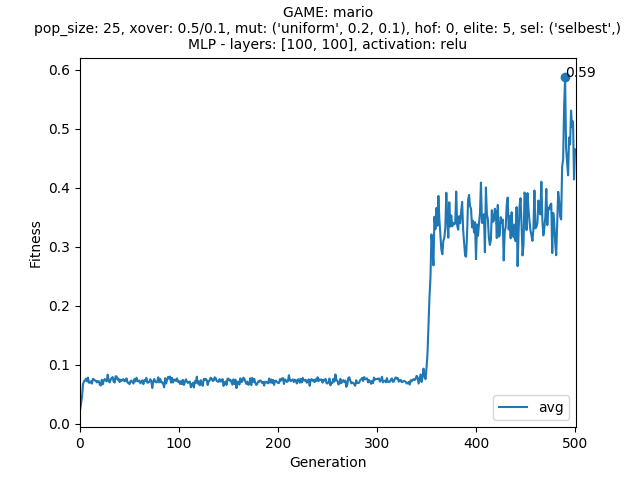 GAME: mario
pop_size: 25, xover: 0.5/0.1, mut: ('uniform', 0.2, 0.1), hof: 0, elite: 5, sel: ('selbest',)
MLP - layers: [100, 100], activation: relu
0.59
0.6
0.5
0.4
0.3
0.2
0.1
0.0
Fitness
avg
0 100 200 300 400 500
Generation